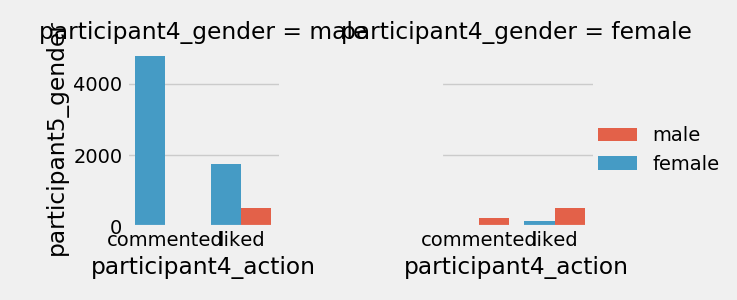 participant4_gender = male
participant4_gender = female
participant5_gender
4000
2000
0
commented
liked
commented
liked
participant4_action
participant4_action
male
female